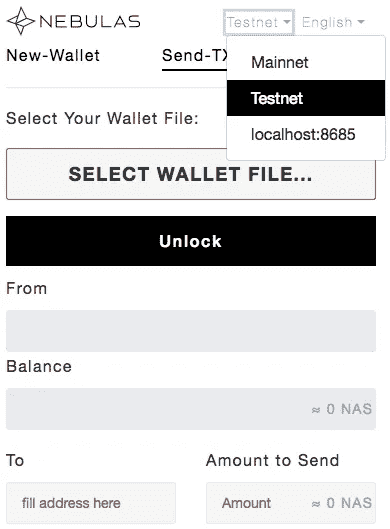 NEBULAS
Testnet
English
New-Wallet
Send-TX
Mainnet
Testnet
localhost:8685
Select Your Wallet File:
SELECT WALLET FILE...
Unlock
From
Balance
≈ 0 NAS
To
Amount to Send
fill address here
Amount
≈ 0 NAS